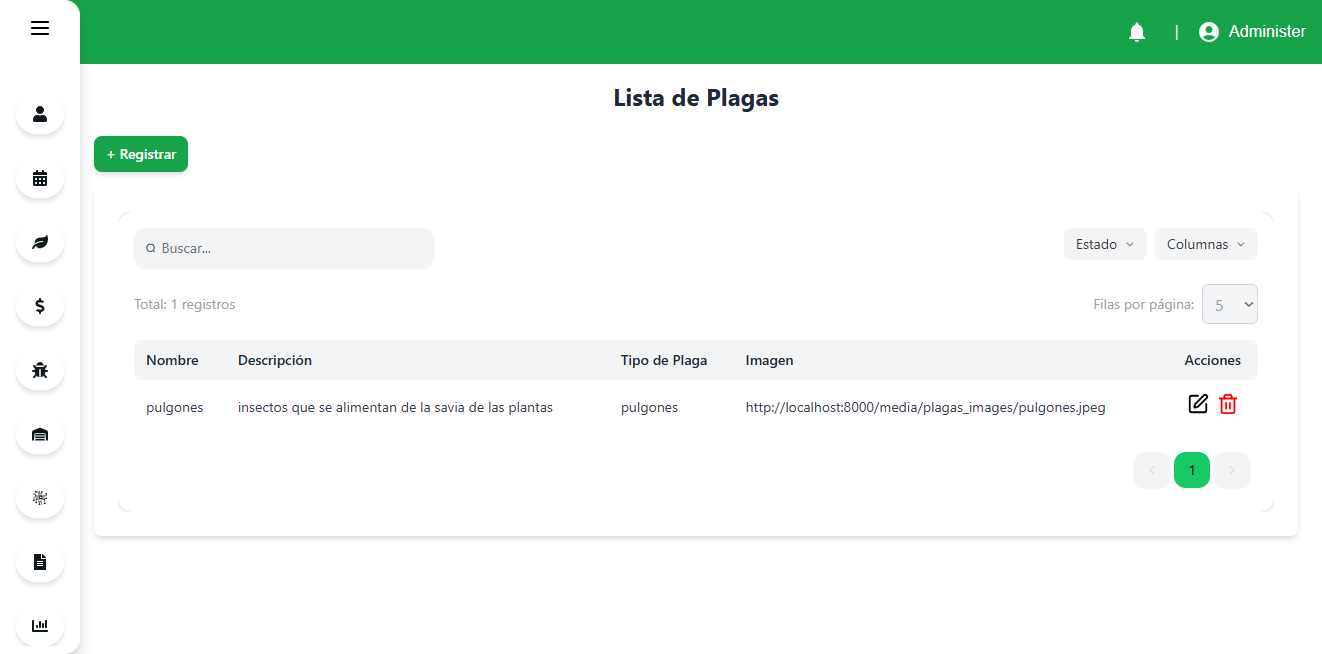 | Administer
Lista de Plagas
+ Registrar
Buscar...
Estado
Columnas
Total: 1 registros
Filas por página: 5
Nombre Descripción Tipo de Plaga Imagen Acciones
pulgones insectos que se alimentan de la savia de las plantas pulgones http://localhost:8000/media/plagas_images/pulgones.jpeg
1